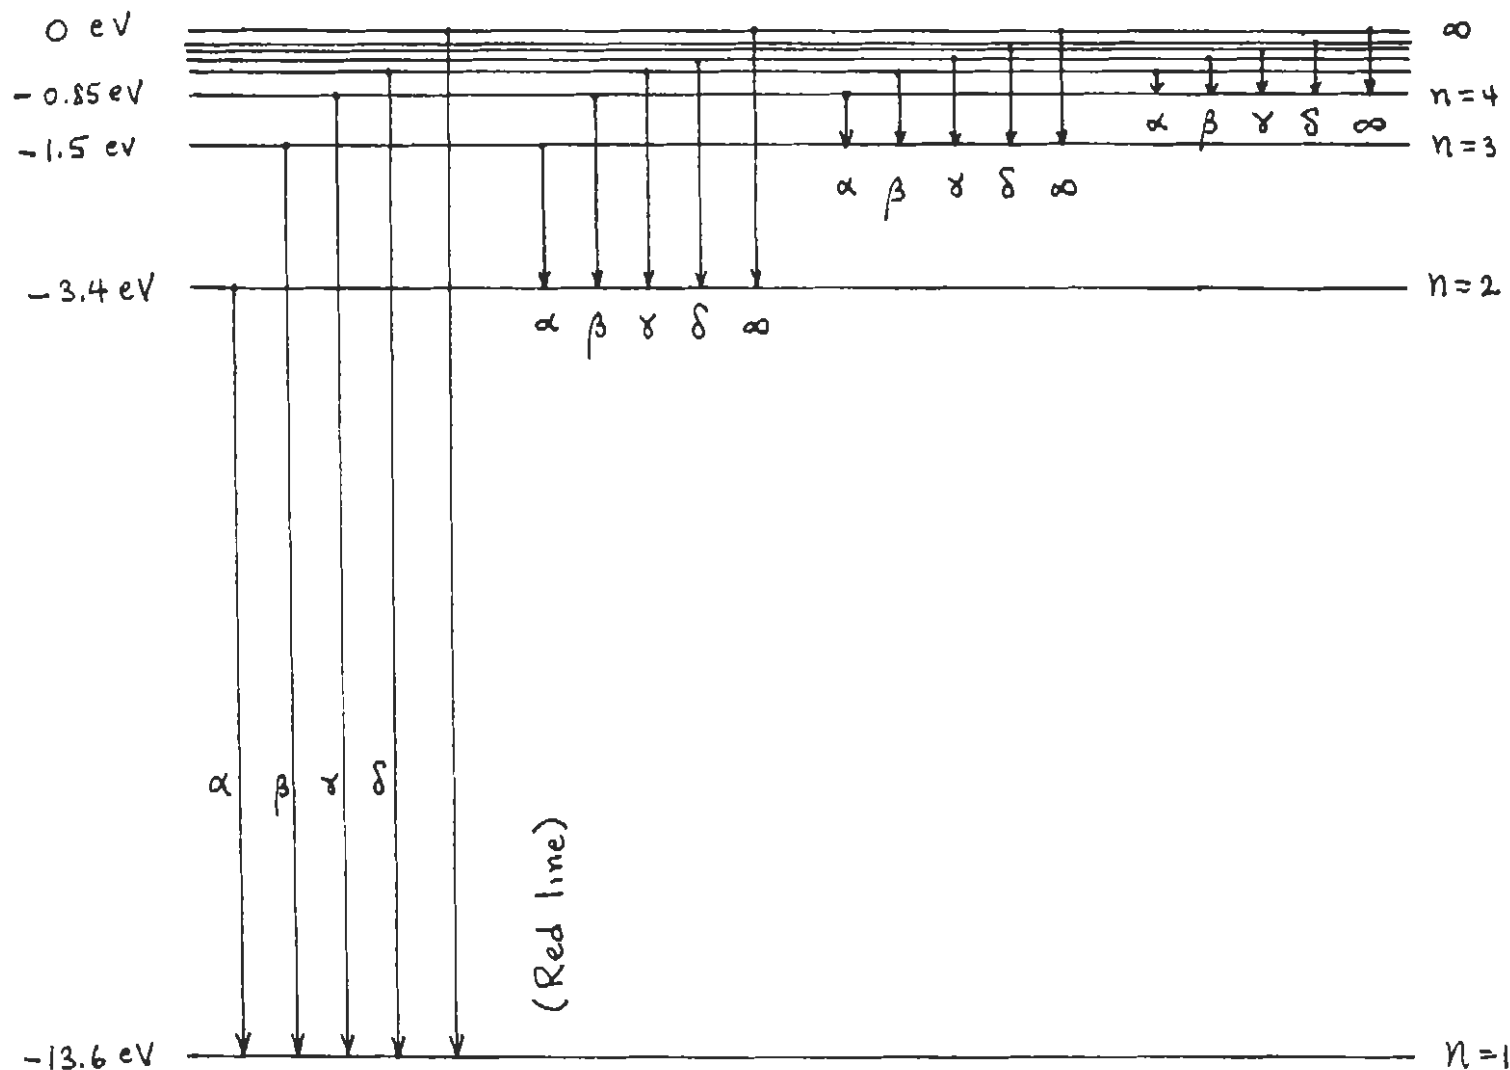 0 eV ∞
-0.85 eV n=4
α β γ δ ∞
-1.5 eV n=3
α β γ δ ∞
-3.4 eV n=2
α β γ δ ∞
α β γ δ
(Red line)
-13.6 eV n=1